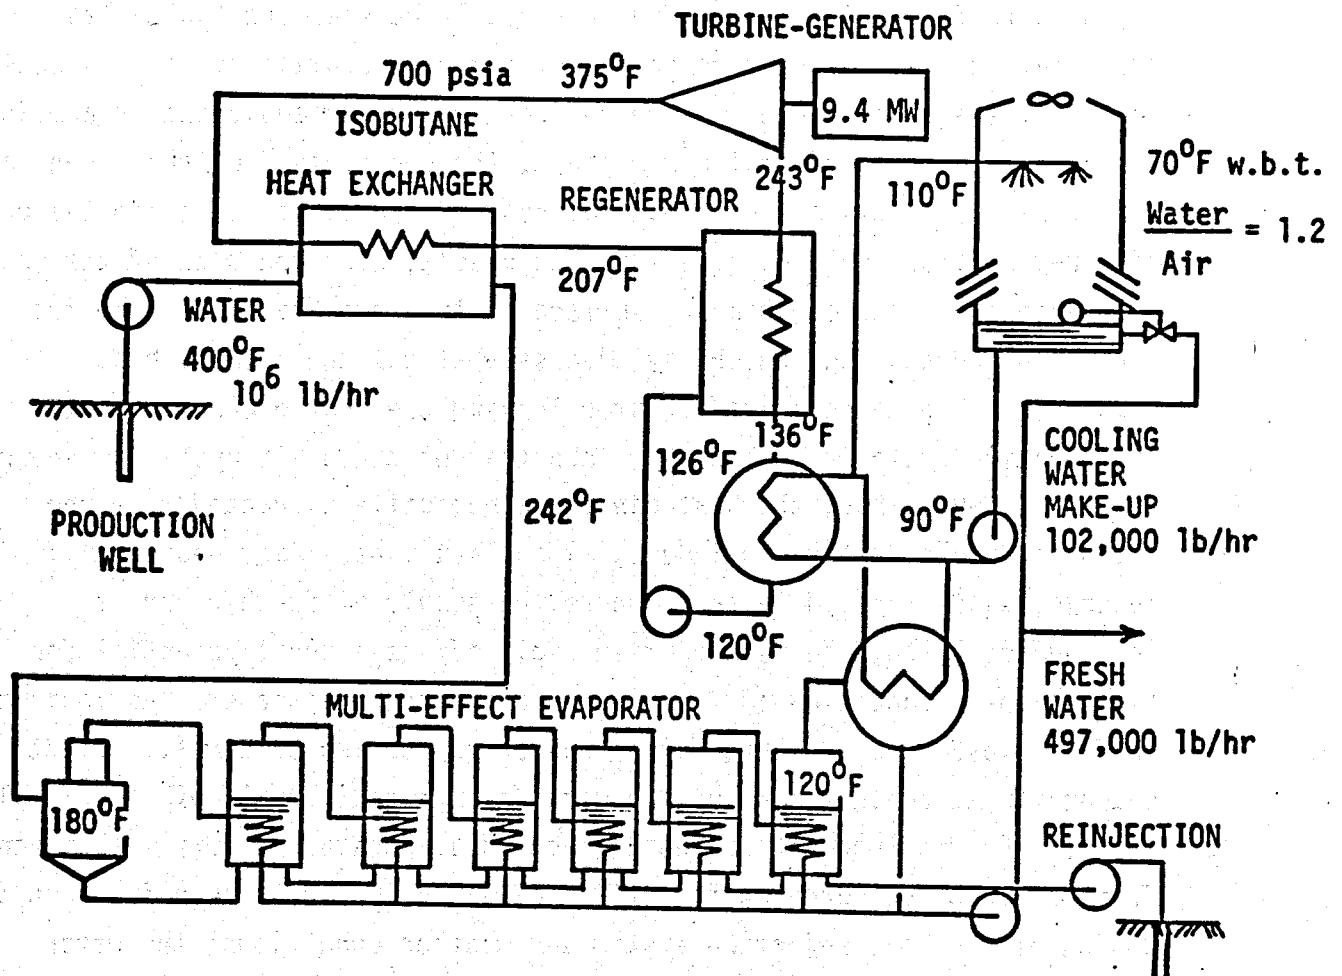 TURBINE-GENERATOR
700 psia 375°F
ISOBUTANE
9.4 MW
HEAT EXCHANGER
REGENERATOR
243°F
110°F
70°F w.b.t.
Water
Air
= 1.2
207°F
WATER
400°F
10⁶ lb/hr
PRODUCTION
WELL
242°F
126°F
136°F
90°F
120°F
COOLING
WATER
MAKE-UP
102,000 lb/hr
FRESH
WATER
497,000 lb/hr
MULTI-EFFECT EVAPORATOR
180°F
120°F
REINJECTION